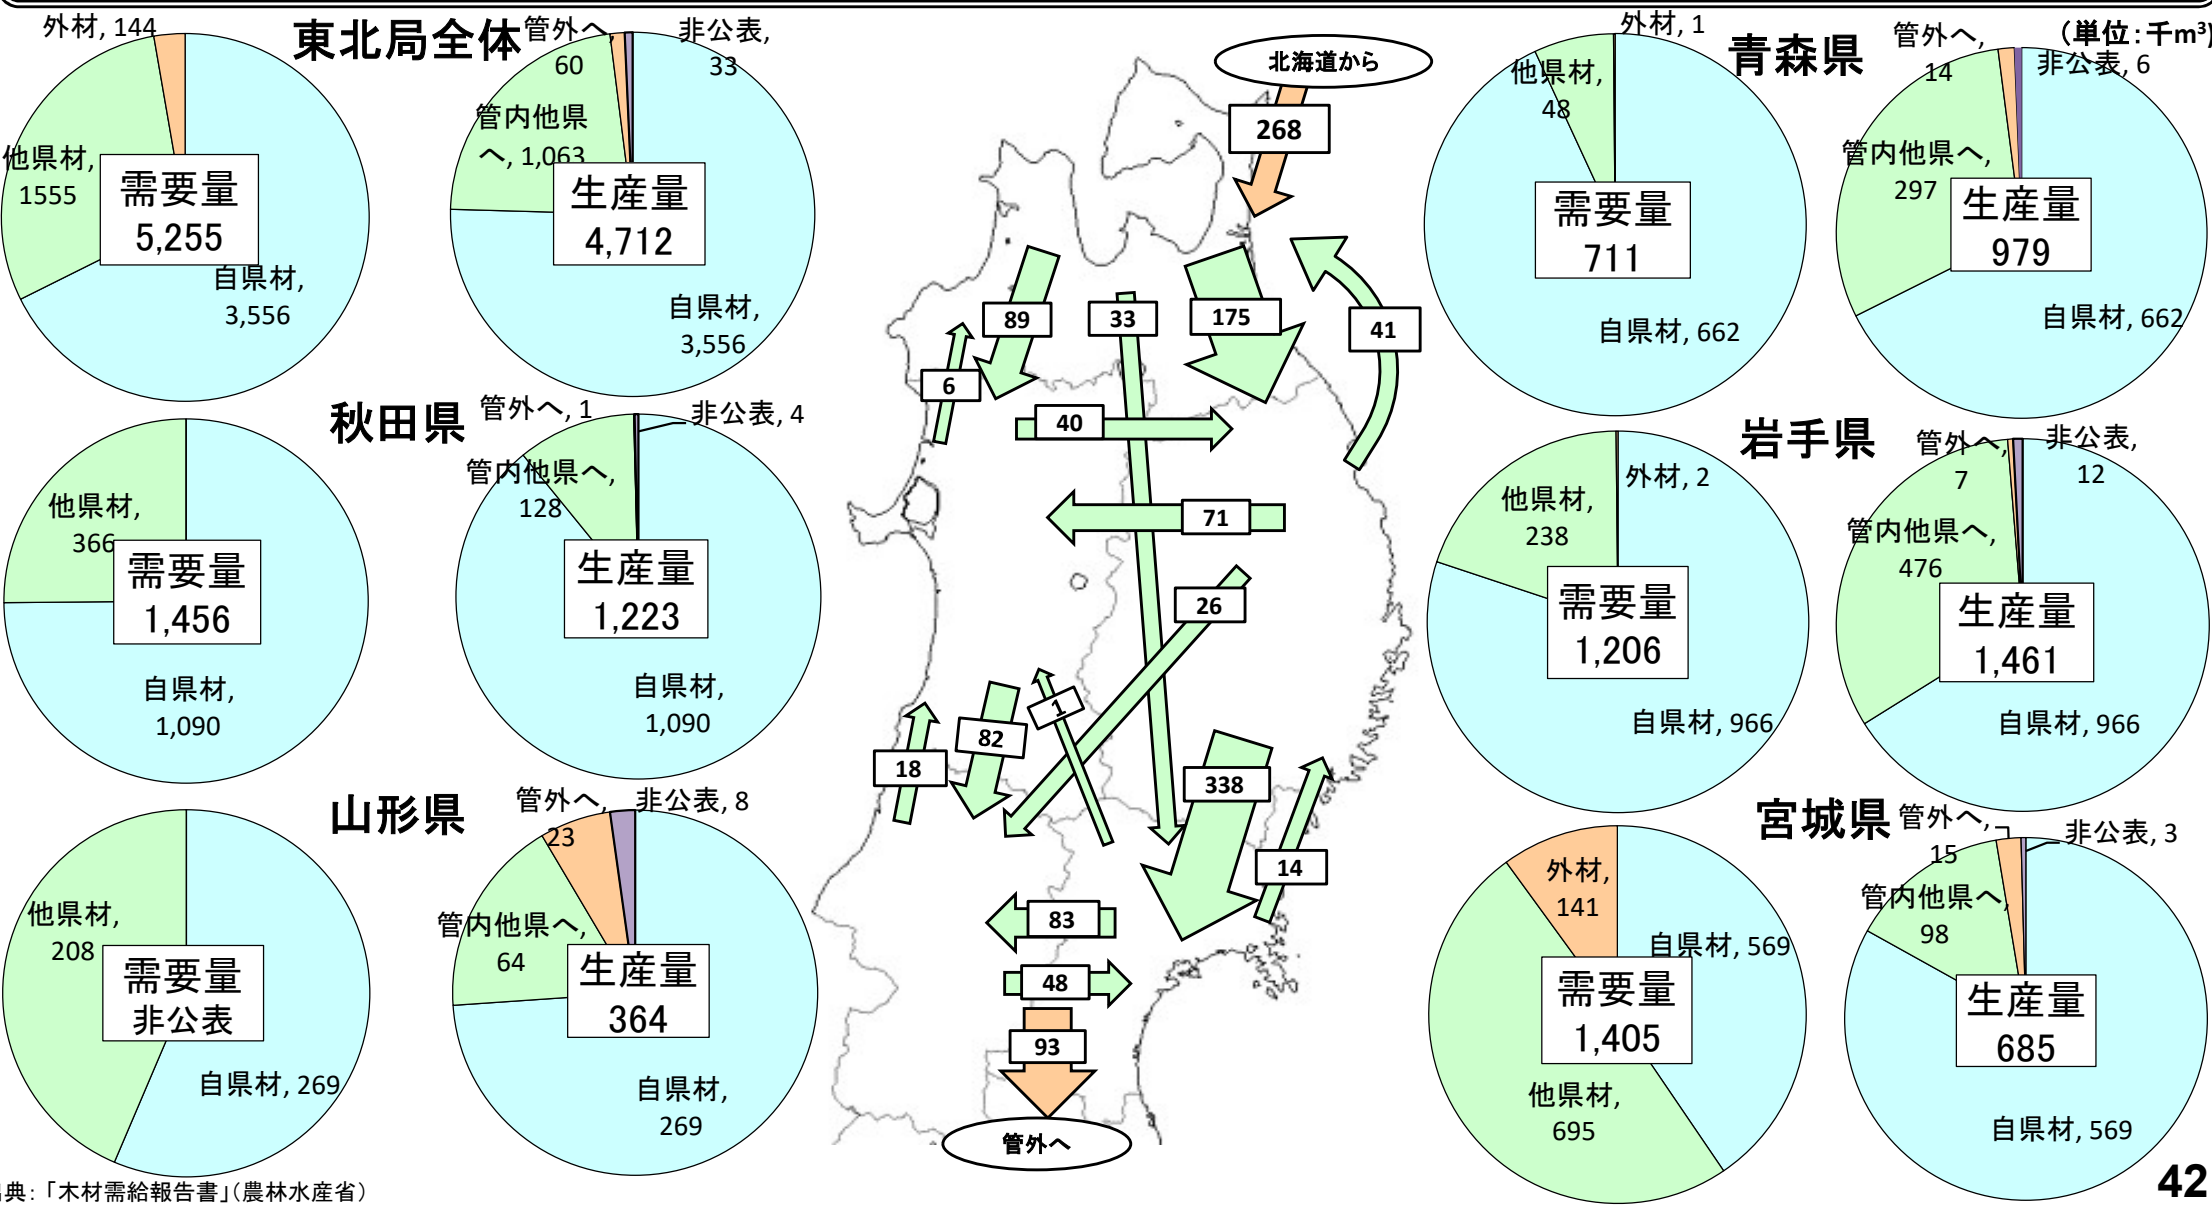 (単位：千m³)
東北局全体
外材, 144
他県材,
1555
需要量
5,255
自県材,
3,556
管外へ,
60
非公表,
33
管内他県
へ, 1,063
生産量
4,712
自県材,
3,556
秋田県
他県材,
366
需要量
1,456
自県材,
1,090
管外へ, 1
非公表, 4
管内他県へ,
128
生産量
1,223
自県材,
1,090
山形県
他県材,
208
需要量
非公表
自県材, 269
管外へ,
23
非公表, 8
管内他県へ,
64
生産量
364
自県材,
269
北海道から
268
89
33
175
41
6
40
71
26
1
82
18
338
14
83
48
93
管外へ
青森県
外材, 1
他県材,
48
需要量
711
自県材, 662
管外へ,
14
非公表, 6
管内他県へ,
297
生産量
979
自県材, 662
岩手県
外材, 2
他県材,
238
需要量
1,206
自県材, 966
管外へ,
7
非公表,
12
管内他県へ,
476
生産量
1,461
自県材, 966
宮城県
外材,
141
自県材, 569
需要量
1,405
他県材,
695
管外へ,
15
非公表, 3
管内他県へ,
98
生産量
685
自県材, 569
典：「木材需給報告書」（農林水産省）
42